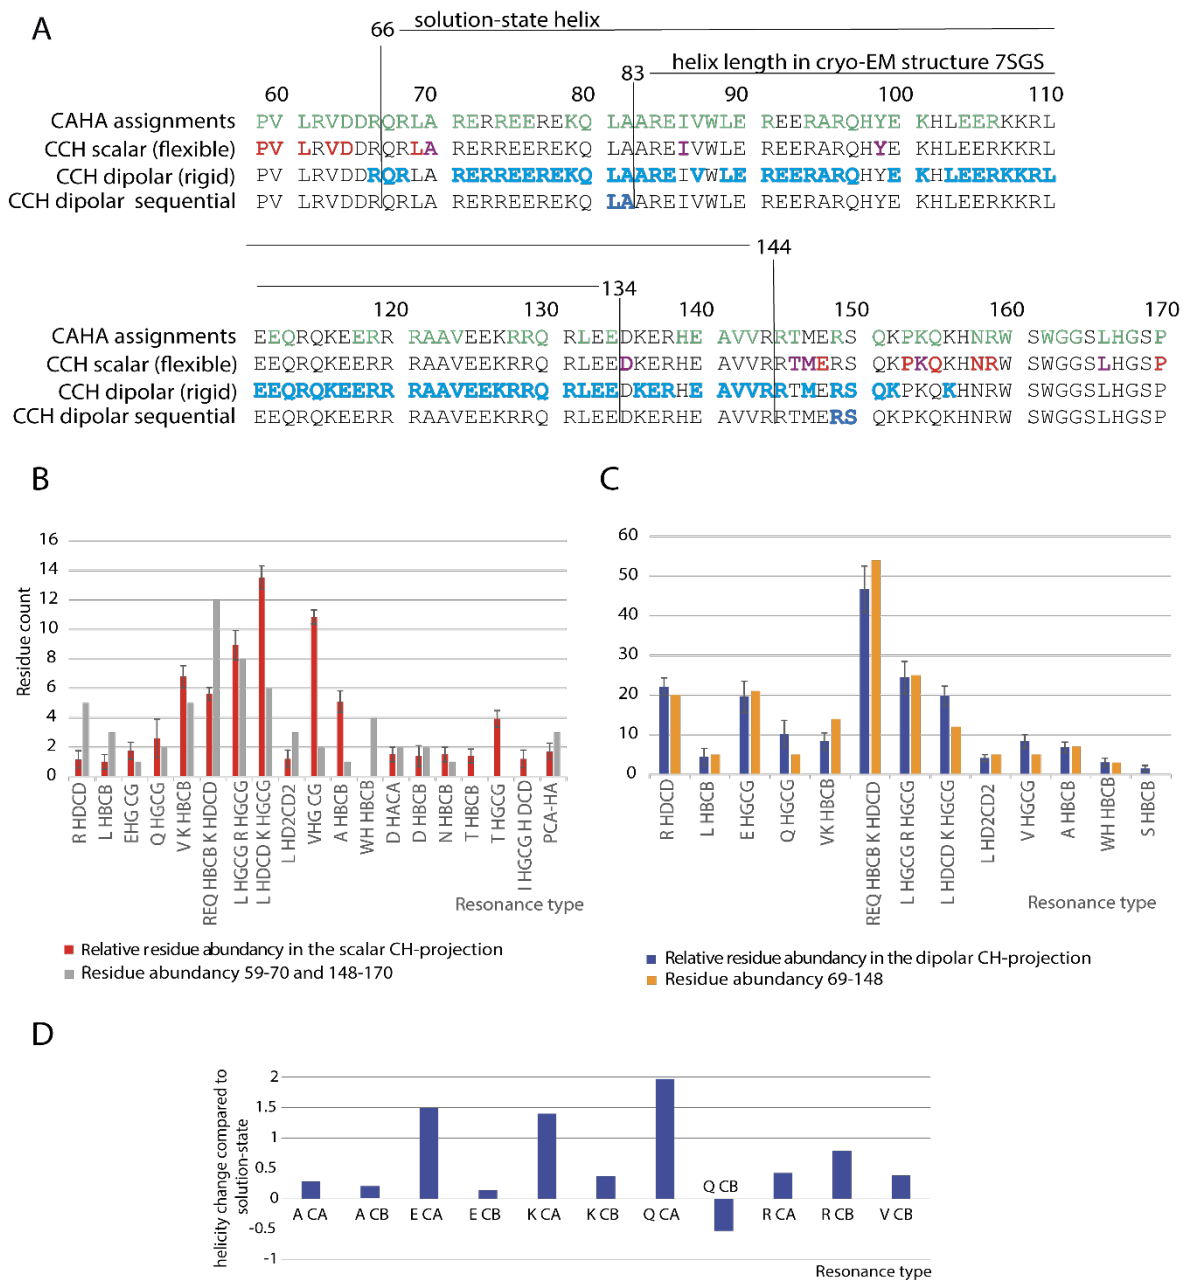 A
solution-state helix
66
helix length in cryo-EM structure 7SGS
83
60 70 80 90 100 110
CAHA assignments PV LRVDDRQRLA RERREEREKQ LAAREIVWLE REERARQHYE KHLEERKKRL
CCH scalar (flexible) PV LRVDDRQRLA RERREEREKQ LAAREIVWLE REERARQHYE KHLEERKKRL
CCH dipolar (rigid) PV LRVDDRQRLA RERREEREKQ LAAREIVWLE REERARQHYE KHLEERKKRL
CCH dipolar sequential PV LRVDDRQRLA RERREEREKQ LAAREIVWLE REERARQHYE KHLEERKKRL
144
134
120 130 140 150 160 170
CAHA assignments EEQRQKEERR RAAVEEKRRQ RLEEDKERHE AVVRRTMERS QKPKQKHNRW SWGGSLHGSP
CCH scalar (flexible) EEQRQKEERR RAAVEEKRRQ RLEEDKERHE AVVRRTMERS QKPKQKHNRW SWGGSLHGSP
CCH dipolar (rigid) EEQRQKEERR RAAVEEKRRQ RLEEDKERHE AVVRRTMERS QKPKQKHNRW SWGGSLHGSP
CCH dipolar sequential EEQRQKEERR RAAVEEKRRQ RLEEDKERHE AVVRRTMERS QKPKQKHNRW SWGGSLHGSP
B
Residue count
16
14
12
10
8
6
4
2
0
R HDCD
L HBCB
EHG CG
Q HGCG
V K HBCB
REQ HBCB K HDCD
L HGCG R HGCG
L HDCD K HGCG
L HD2CD2
VHG CG
A HBCB
WH HBCB
D HACA
D HBCB
N HBCB
T HBCB
T HGCG
I HGCG H DCD
PCA-HA
Resonance type
Relative residue abundancy in the scalar CH-projection
Residue abundancy 59-70 and 148-170
C
60
50
40
30
20
10
0
R HDCD
L HBCB
E HGCG
Q HGCG
VK HBCB
REQ HBCB K HDCD
L HGCG R HGCG
L HDCD K HGCG
L HD2CD2
V HGCG
A HBCB
WH HBCB
S HBCB
Resonance type
Relative residue abundancy in the dipolar CH-projection
Residue abundancy 69-148
D
helicity change compared to
solution-state
2
1.5
1
0.5
0
-0.5
-1
A CA
A CB
E CA
E CB
K CA
K CB
Q CA
Q CB
R CA
R CB
V CB
Resonance type